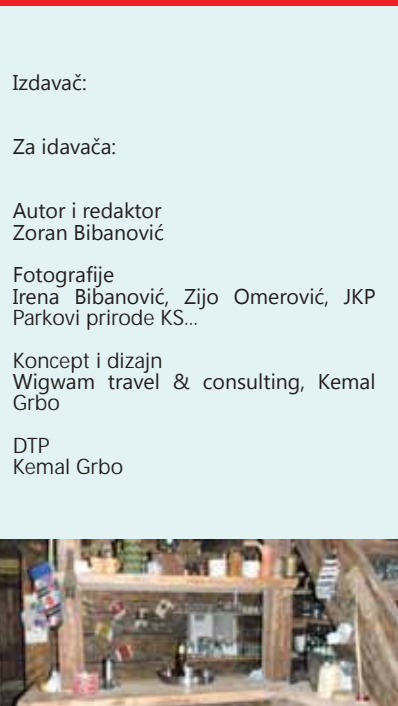 Izdavač:
Za idavača:
Autor i redaktor
Zoran Bibanović
Fotografije
Irena Bibanović, Zijo Omerović, JKP
Parkovi prirode KS...
Koncept i dizajn
Wigwam travel & consulting, Kemal
Grbo
DTP
Kemal Grbo